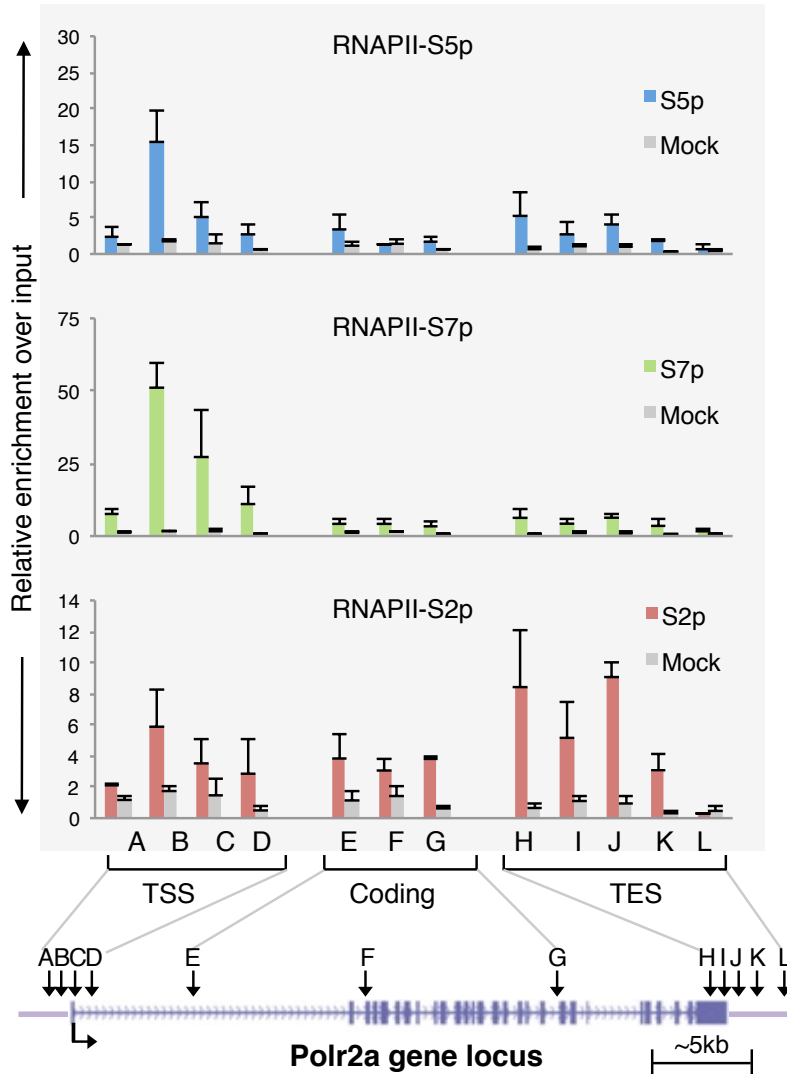 Relative enrichment over input
RNAPII-S5p
30
25
20
15
10
5
0
S5p
Mock
RNAPII-S7p
75
50
25
0
S7p
Mock
RNAPII-S2p
14
12
10
8
6
4
2
0
S2p
Mock
A B C D E F G H I J K L
TSS Coding TES
A B C D E F G H I J K L
Polr2a gene locus
~5kb